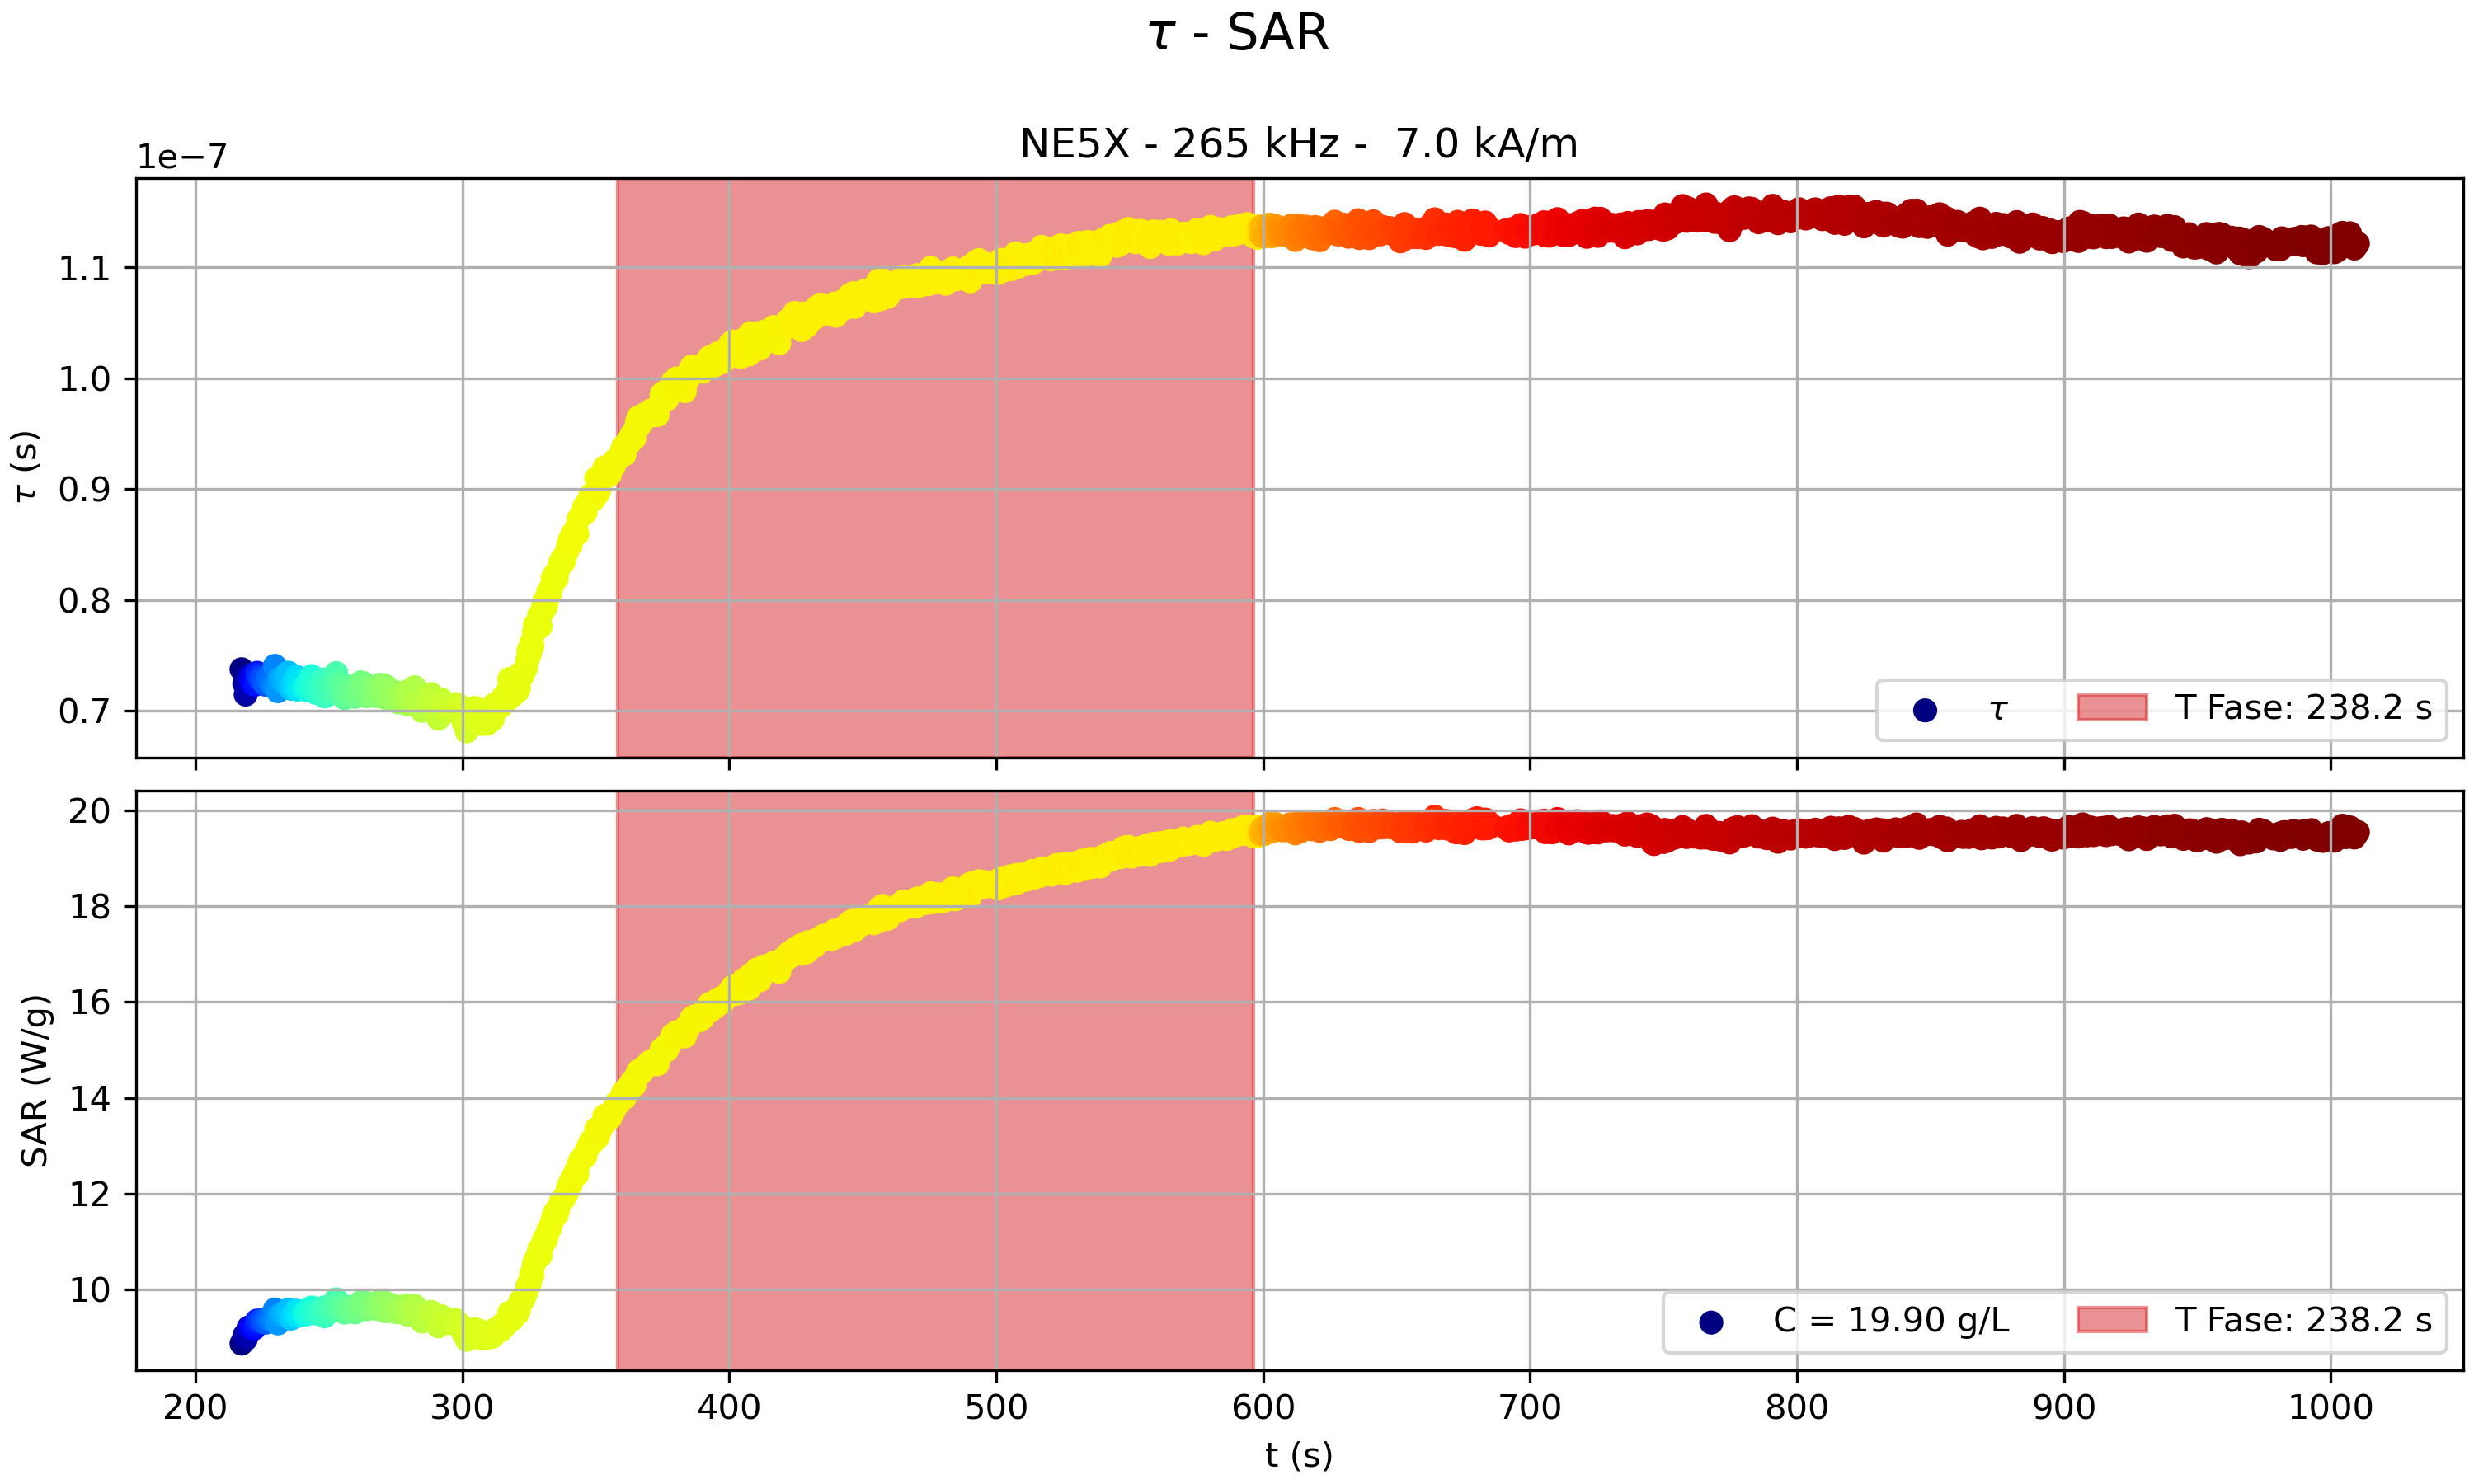 τ - SAR
NE5X - 265 kHz -  7.0 kA/m
1e−7
1.1
1.0
0.9
0.8
0.7
τ (s)
τ
T Fase: 238.2 s
20
18
16
14
12
10
SAR (W/g)
C = 19.90 g/L
T Fase: 238.2 s
200 300 400 500 600 700 800 900 1000
t (s)